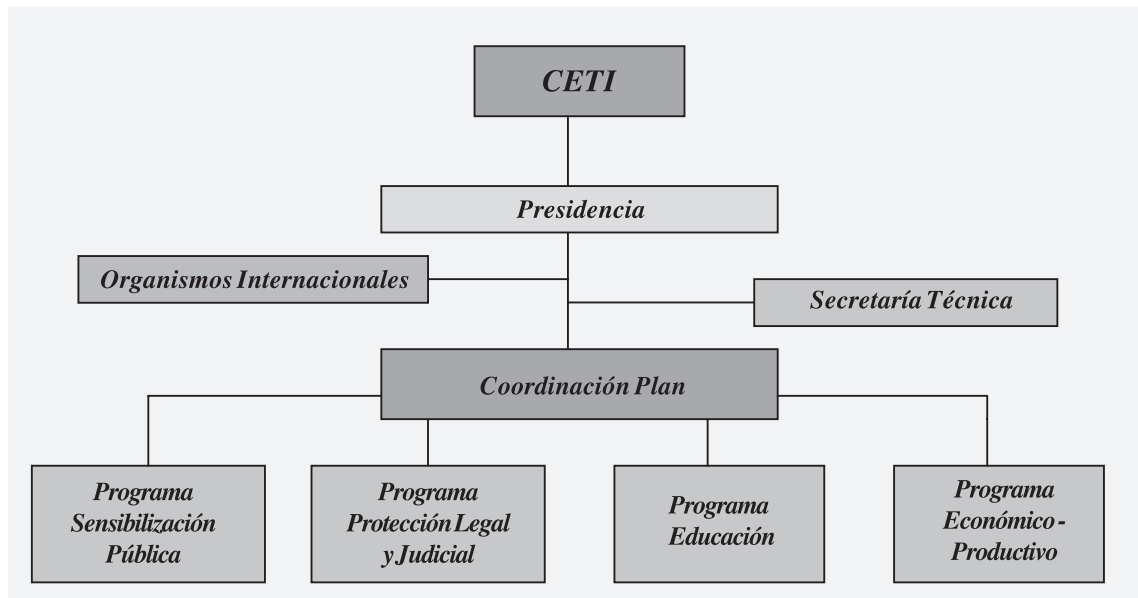 CETI
Presidencia
Organismos Internacionales
Secretaría Técnica
Coordinación Plan
Programa
Sensibilización
Pública
Programa
Protección Legal
y Judicial
Programa
Educación
Programa
Económico-
Productivo